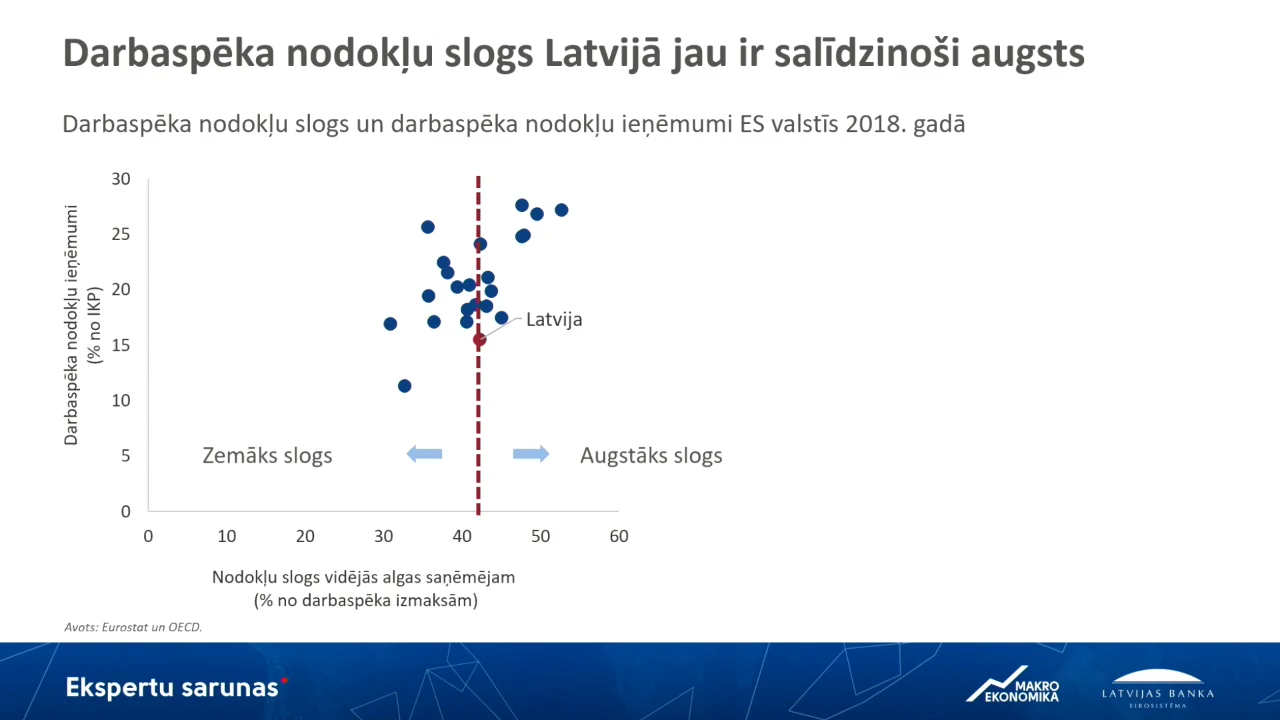 Darbaspēka nodokļu slogs Latvijā jau ir salīdzinoši augsts
Darbaspēka nodokļu slogs un darbaspēka nodokļu ieņēmumi ES valstīs 2018. gadā
Darbaspēka nodokļu ieņēmumi
(% no IKP)
30
25
20
15
10
5
0
Latvija
Zemāks slogs
Augstāks slogs
0 10 20 30 40 50 60
Nodokļu slogs vidējās algas saņēmējam
(% no darbaspēka izmaksām)
Avots: Eurostat un OECD.
Ekspertu sarunas
MAKRO
EKONOMIKA
LATVIJAS BANKA
EIROSISTĒMA